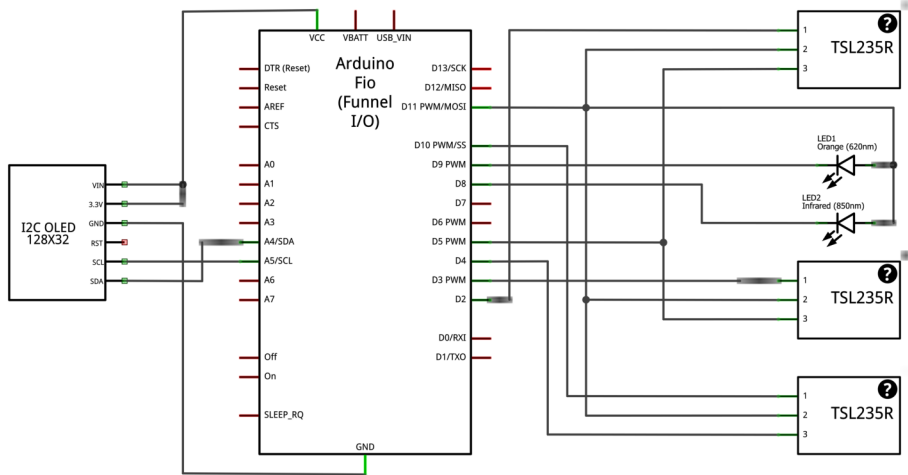 VCC
VBATT
USB_VIN
Arduino
Fio
(Funnel
I/O)
DTR (Reset)
Reset
AREF
CTS
A0
A1
A2
A3
A4/SDA
A5/SCL
A6
A7
Off
On
SLEEP_RQ
GND
D13/SCK
D12/MISO
D11 PWM/MOSI
D10 PWM/SS
D9 PWM
D8
D7
D6 PWM
D5 PWM
D4
D3 PWM
D2
D0/RXI
D1/TXO
I2C OLED
128X32
VIN
3.3V
GND
RST
SCL
SDA
1
2
3
?
TSL235R
LED1
Orange (620nm)
LED2
Infrared (850nm)
1
2
3
?
TSL235R
1
2
3
?
TSL235R